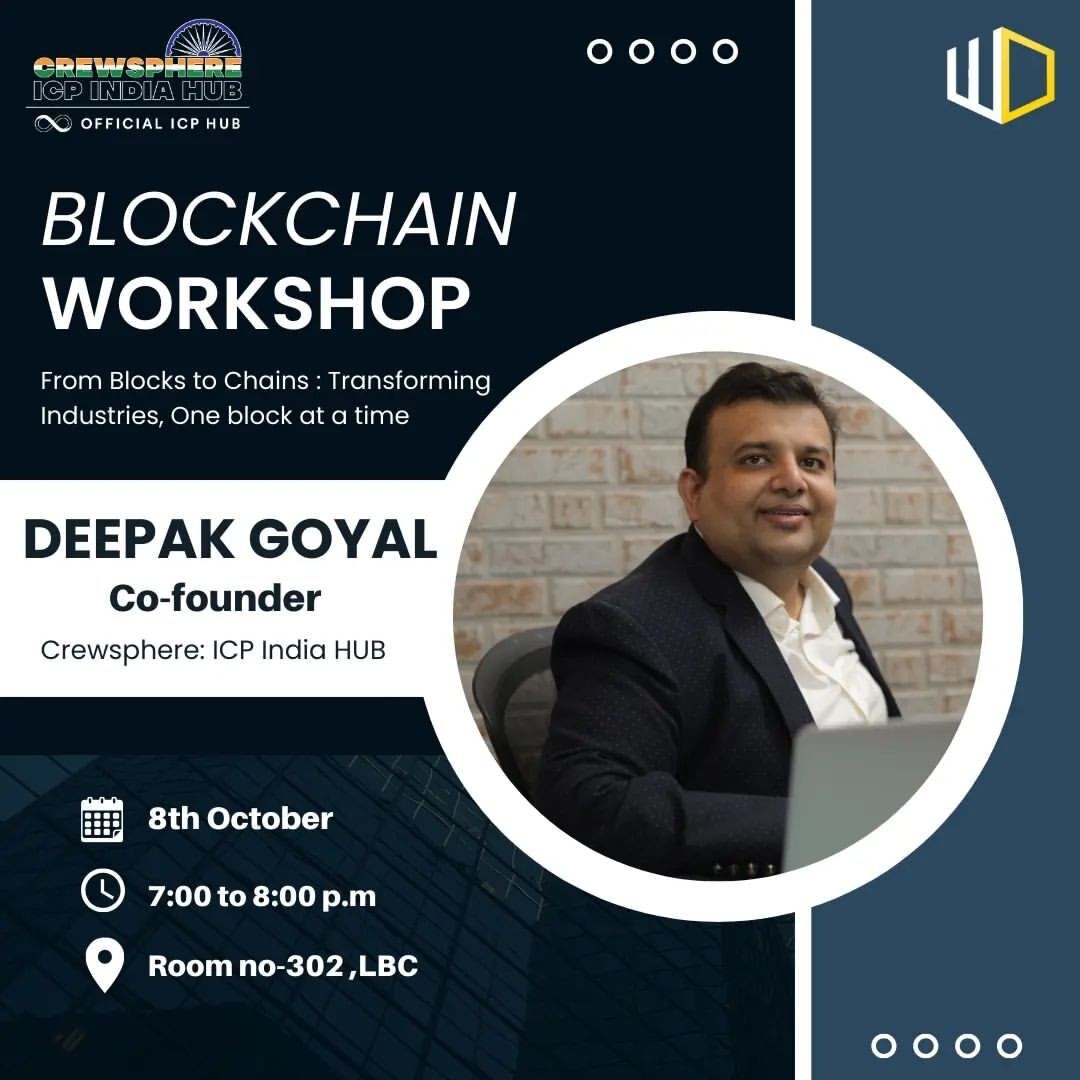 CREWSPHERE
ICP INDIA HUB
OFFICIAL ICP HUB
WD
BLOCKCHAIN
WORKSHOP
From Blocks to Chains : Transforming
Industries, One block at a time
DEEPAK GOYAL
Co-founder
Crewsphere: ICP India HUB
8th October
7:00 to 8:00 p.m
Room no-302 ,LBC